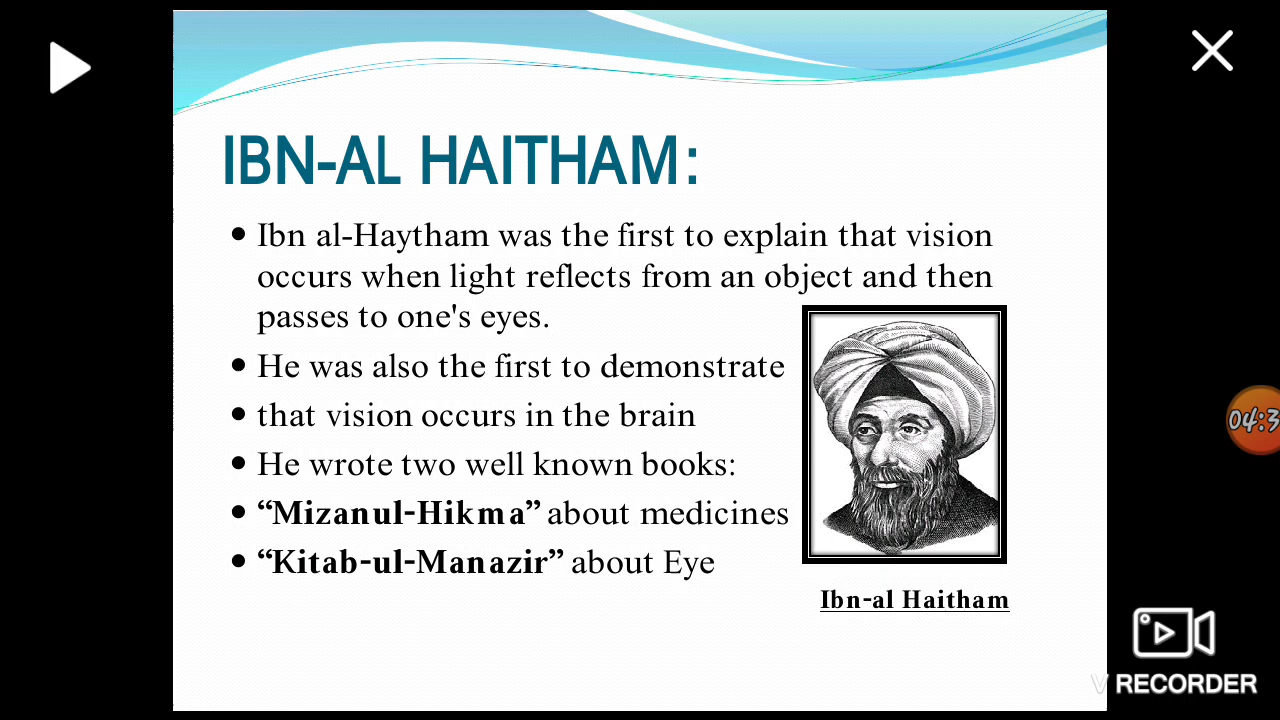 IBN-AL HAITHAM:
Ibn al-Haytham was the first to explain that vision
occurs when light reflects from an object and then
passes to one's eyes.
He was also the first to demonstrate
that vision occurs in the brain
He wrote two well known books:
“Mizanul-Hikma” about medicines
“Kitab-ul-Manazir” about Eye
Ibn-al Haitham
04:3
V RECORDER